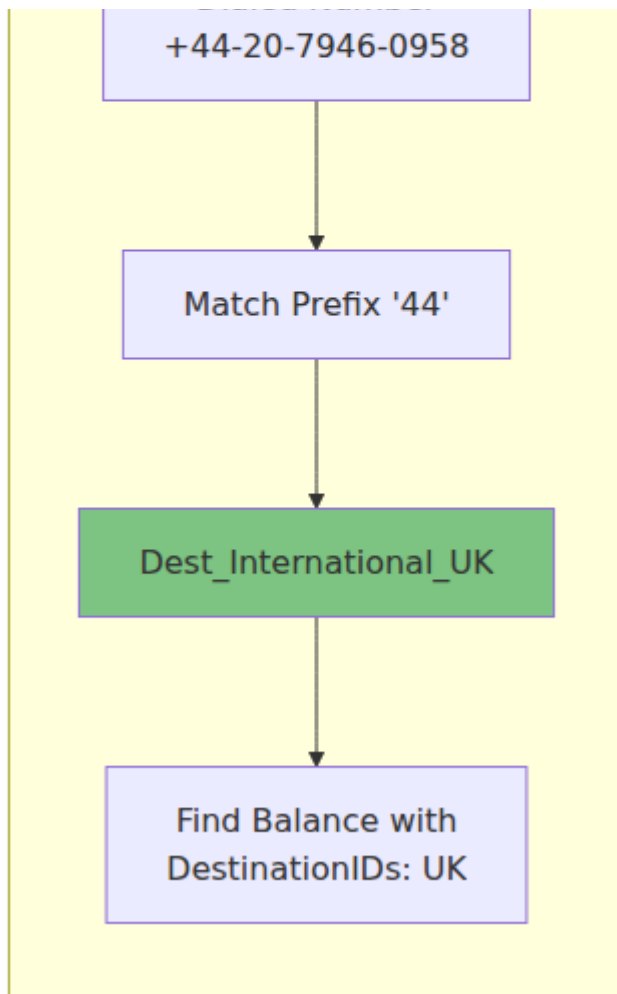 +44-20-7946-0958
Match Prefix '44'
Dest_International_UK
Find Balance with
DestinationIDs: UK